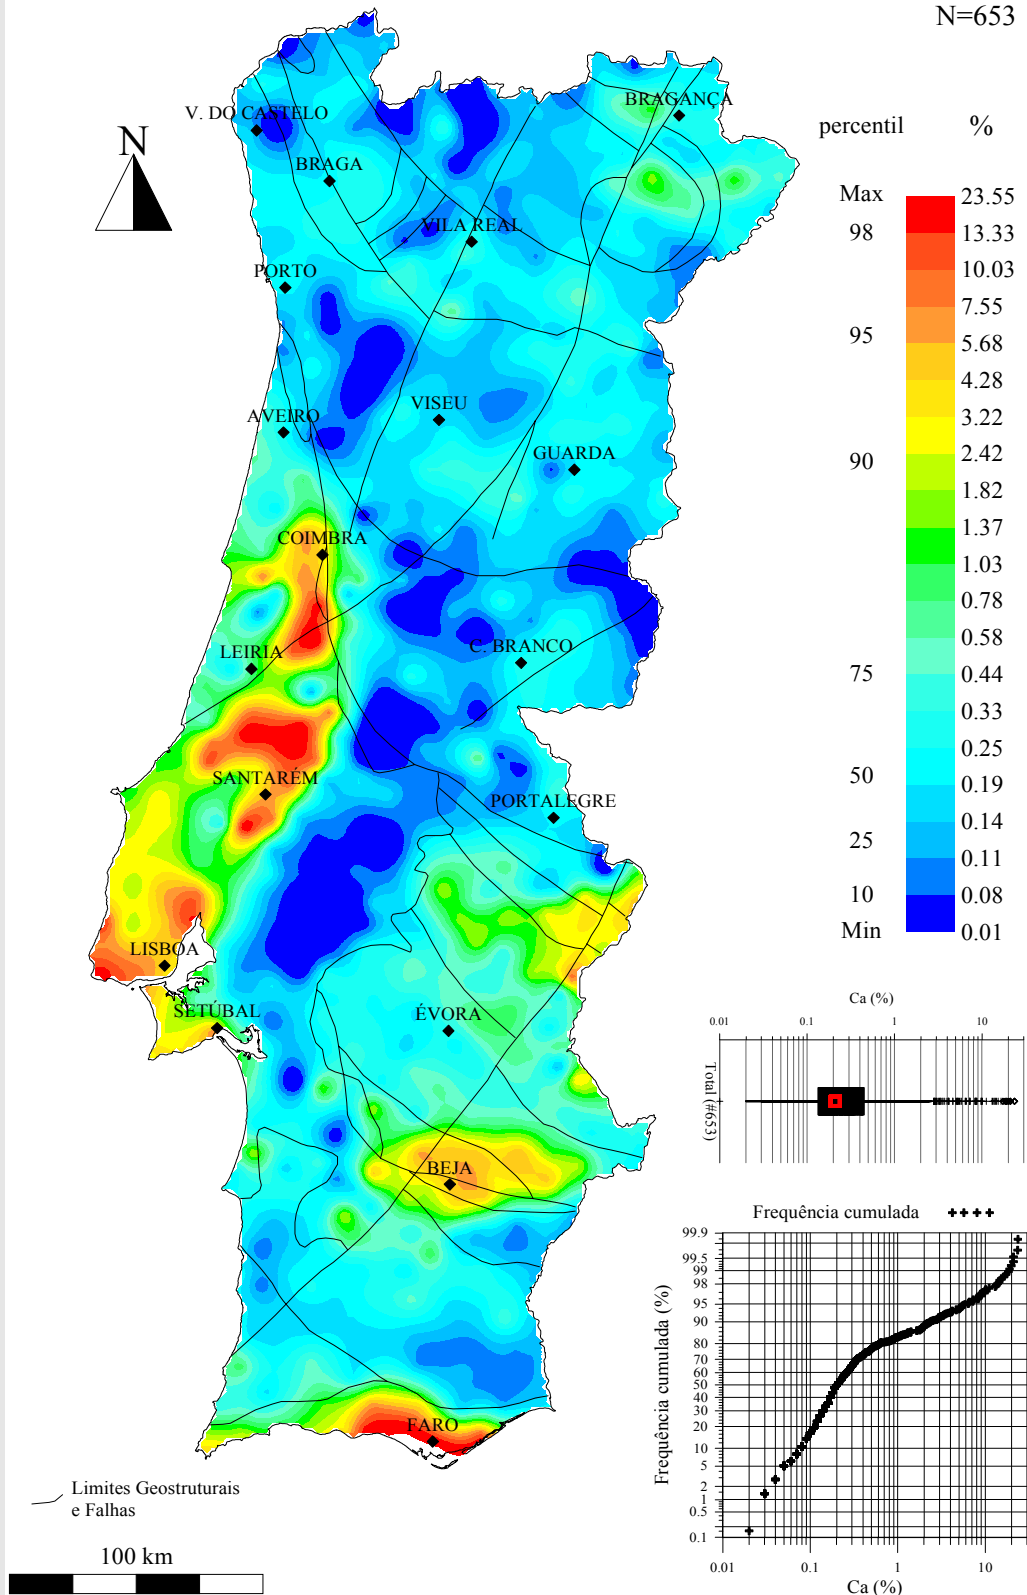 N=653
N
V. DO CASTELO
BRAGANÇA
BRAGA
VILA REAL
PORTO
AVEIRO
VISEU
GUARDA
COIMBRA
LEIRIA
C. BRANCO
SANTARÉM
PORTALEGRE
LISBOA
SETÚBAL
ÉVORA
BEJA
FARO
percentil %
Max 23.55
98 13.33
10.03
7.55
95 5.68
4.28
3.22
90 2.42
1.82
1.37
1.03
0.78
0.58
75 0.44
0.33
0.25
50 0.19
0.14
25 0.11
10 0.08
Min 0.01
Ca (%)
0.01 0.1 1 10
Total (#653)
Frequência cumulada
Frequência cumulada (%)
99.9
99.5
99
98
95
90
80
70
60
50
40
30
20
10
5
2
1
0.5
0.1
0.01 0.1 1 10
Ca (%)
Limites Geostruturais
e Falhas
100 km